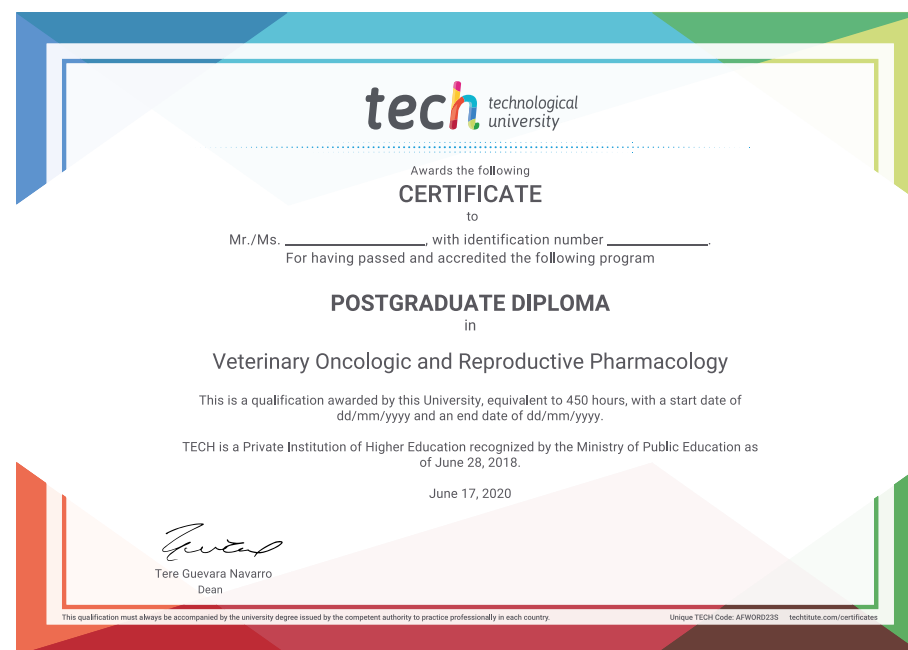 tech technological
university
Awards the following
CERTIFICATE
to
Mr./Ms. ____________________, with identification number ______________.
For having passed and accredited the following program
POSTGRADUATE DIPLOMA
in
Veterinary Oncologic and Reproductive Pharmacology
This is a qualification awarded by this University, equivalent to 450 hours, with a start date of
dd/mm/yyyy and an end date of dd/mm/yyyy.
TECH is a Private Institution of Higher Education recognized by the Ministry of Public Education as
of June 28, 2018.
June 17, 2020
Tere Guevara Navarro
Dean
This qualification must always be accompanied by the university degree issued by the competent authority to practice professionally in each country. Unique TECH Code: AFWORD23S techtitute.com/certificates